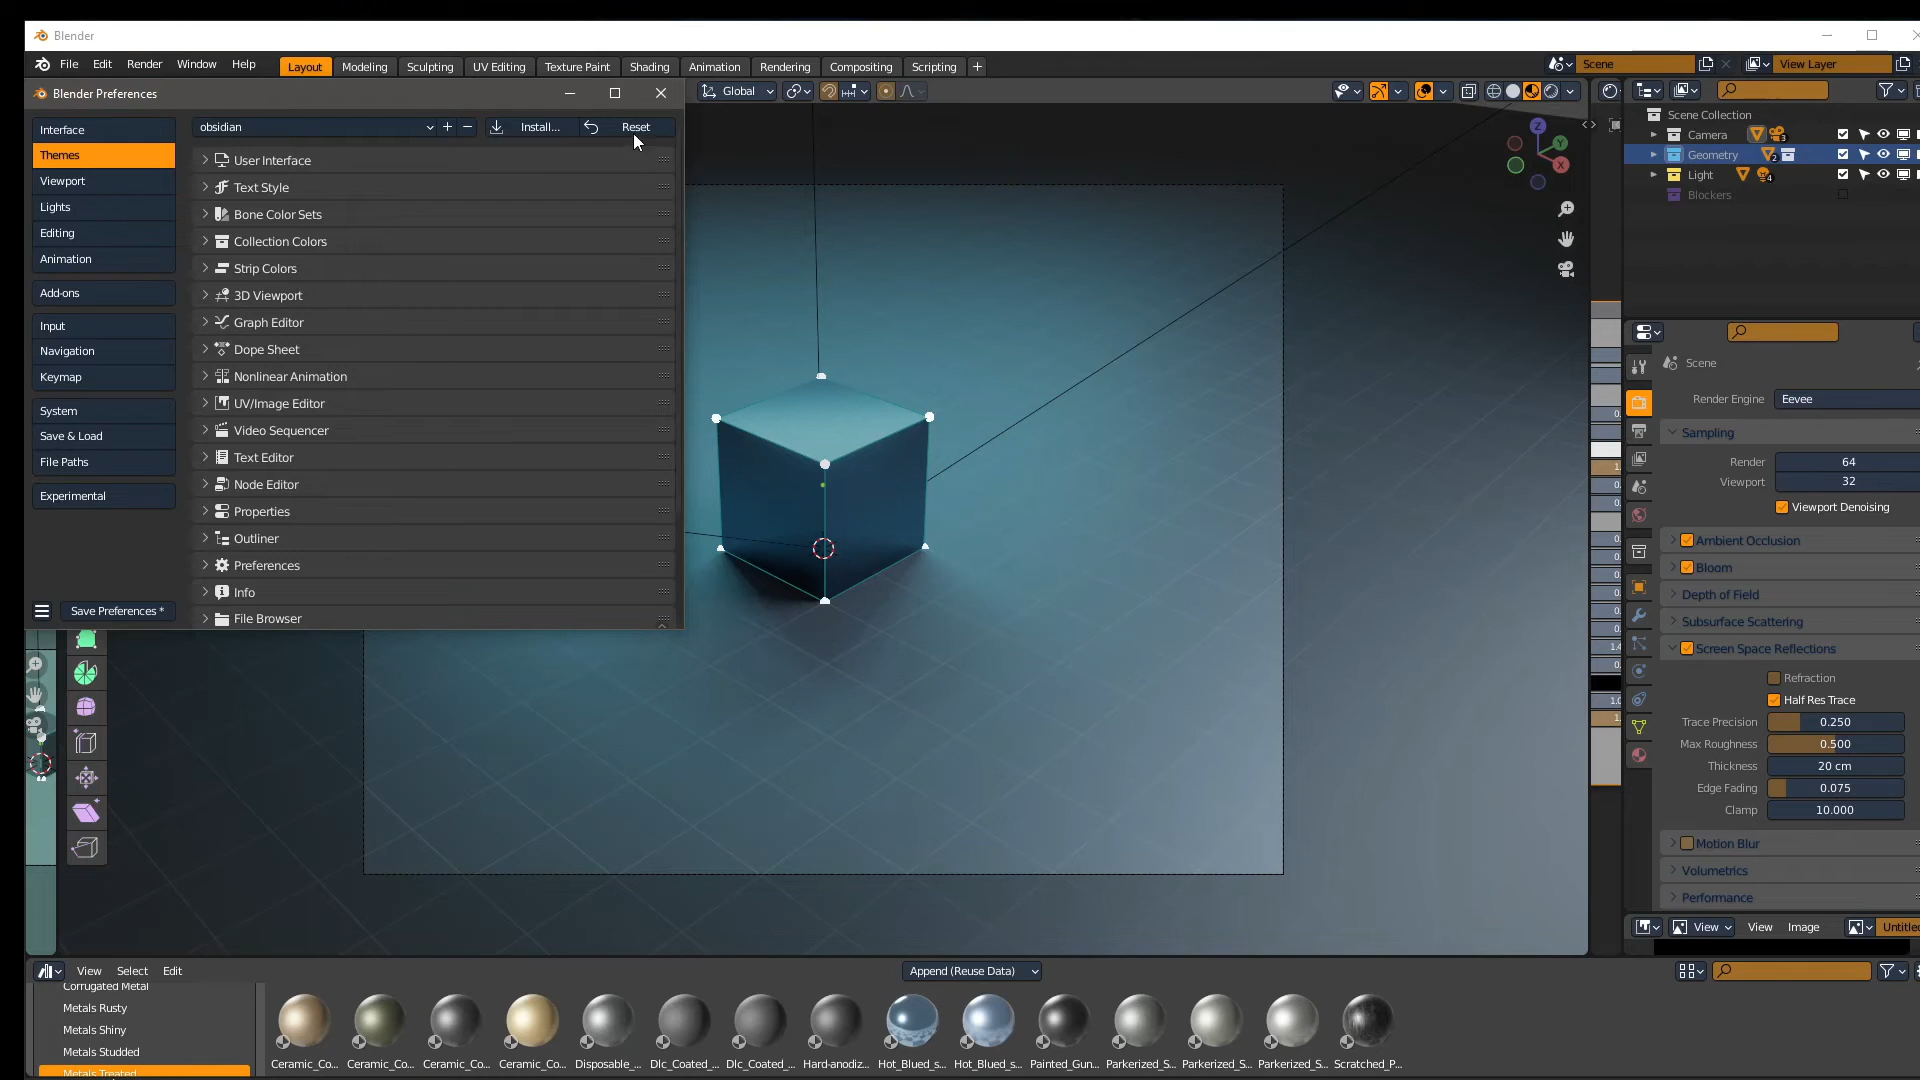 Blender
File Edit Render Window Help Layout Modeling Sculpting UV Editing Texture Paint Shading Animation Rendering Compositing Scripting + Scene View Layer
Blender Preferences
Global
Interface
Themes
Viewport
Lights
Editing
Animation
Add-ons
Input
Navigation
Keymap
System
Save & Load
File Paths
Experimental
Save Preferences *
obsidian
Install...
Reset
User Interface
Text Style
Bone Color Sets
Collection Colors
Strip Colors
3D Viewport
Graph Editor
Dope Sheet
Nonlinear Animation
UV/Image Editor
Video Sequencer
Text Editor
Node Editor
Properties
Outliner
Preferences
Info
File Browser
Z
Y
X
Scene Collection
Camera 3
Geometry 2
Light 4
Blockers
Scene
Render Engine Eevee
Sampling
Render 64
Viewport 32
Viewport Denoising
Ambient Occlusion
Bloom
Depth of Field
Subsurface Scattering
Screen Space Reflections
Refraction
Half Res Trace
Trace Precision 0.250
Max Roughness 0.500
Thickness 20 cm
Edge Fading 0.075
Clamp 10.000
Motion Blur
Volumetrics
Performance
View View Image
View Select Edit
Append (Reuse Data)
Corrugated Metal
Metals Rusty
Metals Shiny
Metals Studded
Metals Treated
Ceramic_Co... Ceramic_Co... Ceramic_Co... Ceramic_Co... Disposable_... Dlc_Coated_... Dlc_Coated_... Hard-anodiz... Hot_Blued_s... Hot_Blued_s... Painted_Gun... Parkerized_S... Parkerized_S... Parkerized_S... Scratched_P...